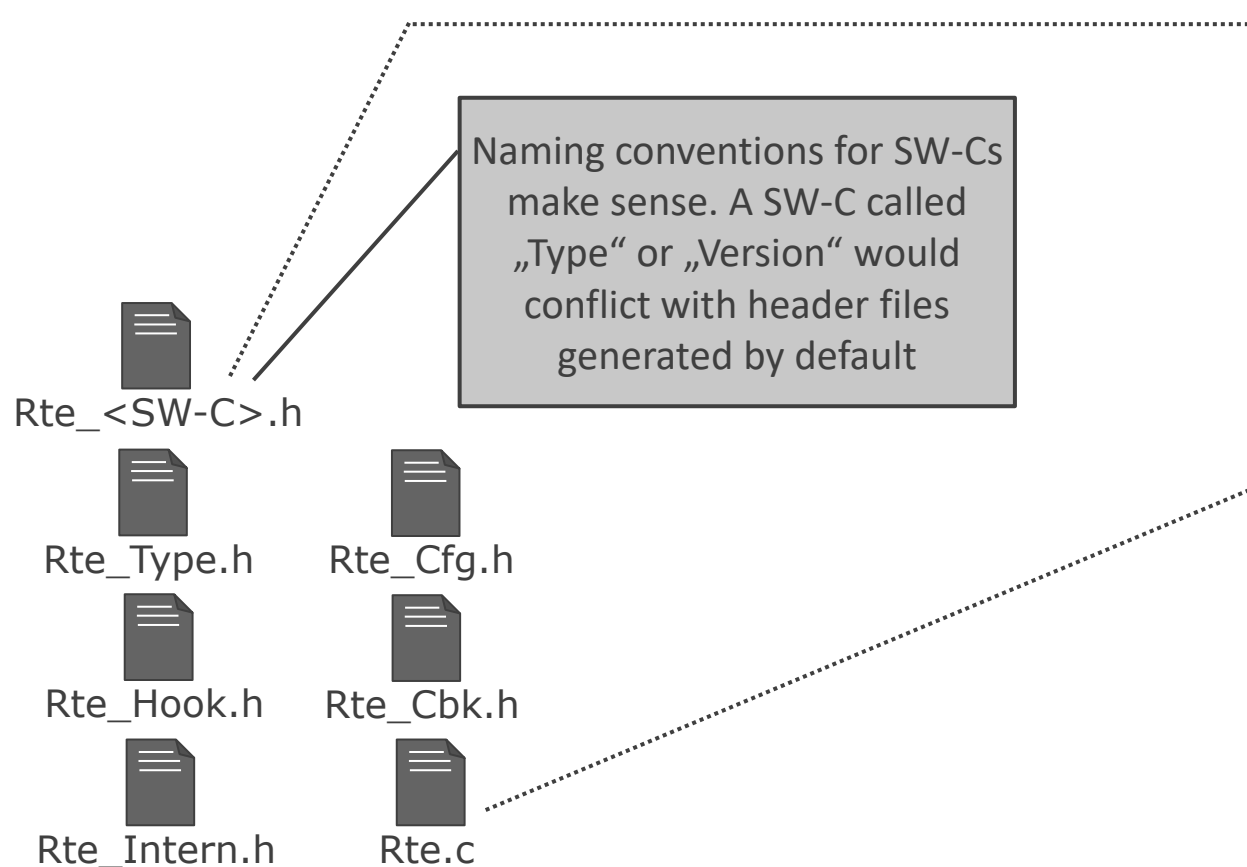 Naming conventions for SW-Cs
make sense. A SW-C called
„Type“ or „Version“ would
conflict with header files
generated by default
Rte_<SW-C>.h
Rte_Type.h
Rte_Cfg.h
Rte_Hook.h
Rte_Cbk.h
Rte_Intern.h
Rte.c